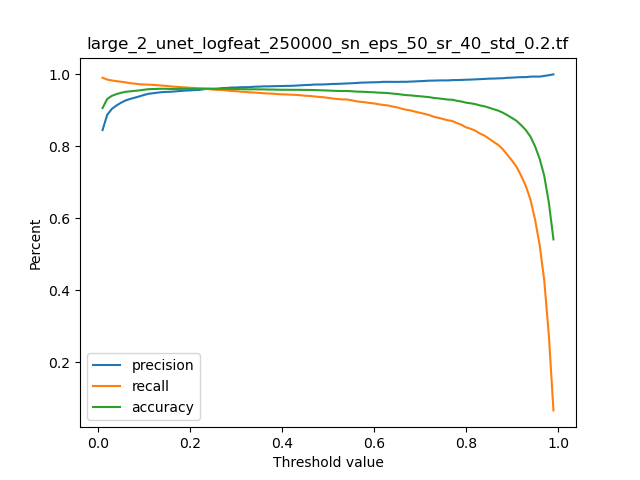 large_2_unet_logfeat_250000_sn_eps_50_sr_40_std_0.2.tf
1.0
0.8
0.6
0.4
0.2
Percent
precision
recall
accuracy
0.0 0.2 0.4 0.6 0.8 1.0
Threshold value